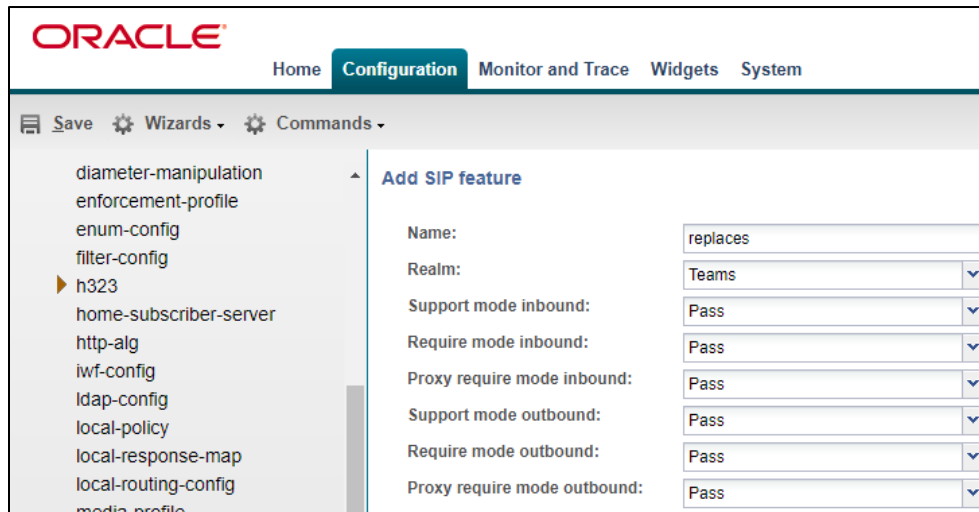 ORACLE
Home Configuration Monitor and Trace Widgets System
Save Wizards Commands
diameter-manipulation
enforcement-profile
enum-config
filter-config
h323
home-subscriber-server
http-alg
iwf-config
ldap-config
local-policy
local-response-map
local-routing-config
media-profile
Add SIP feature
Name: replaces
Realm: Teams
Support mode inbound: Pass
Require mode inbound: Pass
Proxy require mode inbound: Pass
Support mode outbound: Pass
Require mode outbound: Pass
Proxy require mode outbound: Pass